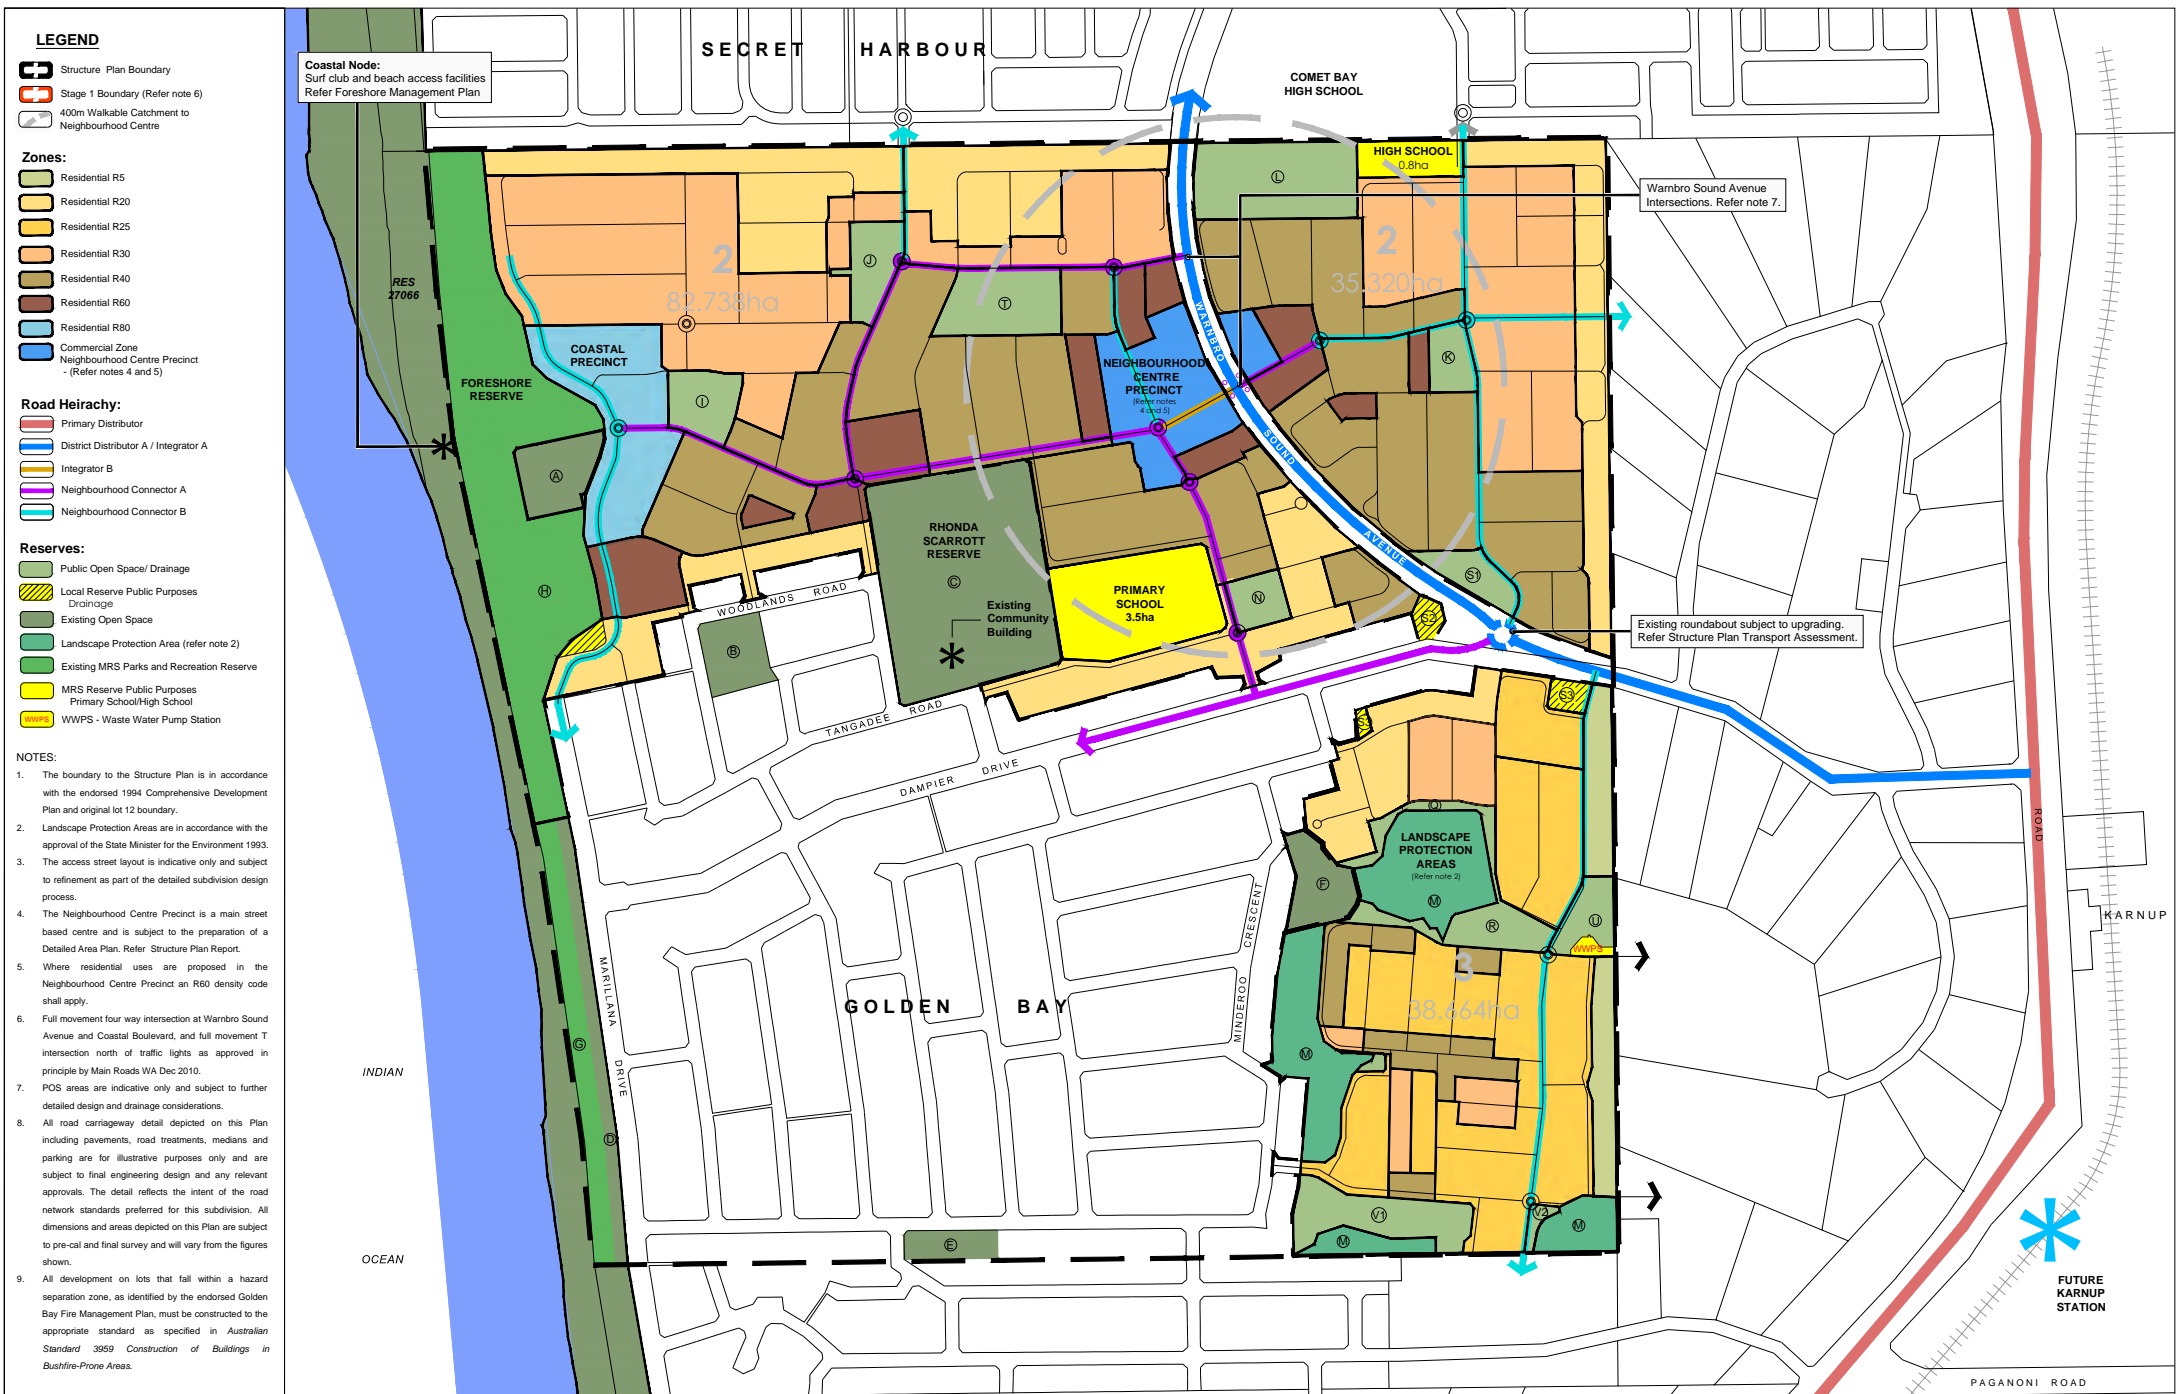 LEGEND
Structure Plan Boundary
Stage 1 Boundary (Refer note 6)
400m Walkable Catchment to
Neighbourhood Centre
Zones:
Residential R5
Residential R20
Residential R25
Residential R30
Residential R40
Residential R60
Residential R80
Commercial Zone
Neighbourhood Centre Precinct
- (Refer notes 4 and 5)
Road Heirachy:
Primary Distributor
District Distributor A / Integrator A
Integrator B
Neighbourhood Connector A
Neighbourhood Connector B
Reserves:
Public Open Space/ Drainage
Local Reserve Public Purposes
Drainage
Existing Open Space
Landscape Protection Area (refer note 2)
Existing MRS Parks and Recreation Reserve
MRS Reserve Public Purposes
Primary School/High School
WWPS
WWPS - Waste Water Pump Station
NOTES:
1. The boundary to the Structure Plan is in accordance
with the endorsed 1994 Comprehensive Development
Plan and original lot 12 boundary.
2. Landscape Protection Areas are in accordance with the
approval of the State Minister for the Environment 1993.
3. The access street layout is indicative only and subject
to refinement as part of the detailed subdivision design
process.
4. The Neighbourhood Centre Precinct is a main street
based centre and is subject to the preparation of a
Detailed Area Plan. Refer Structure Plan Report.
5. Where residential uses are proposed in the
Neighbourhood Centre Precinct an R60 density code
shall apply.
6. Full movement four way intersection at Warnbro Sound
Avenue and Coastal Boulevard, and full movement T
intersection north of traffic lights as approved in
principle by Main Roads WA Dec 2010.
7. POS areas are indicative only and subject to further
detailed design and drainage considerations.
8. All road carriageway detail depicted on this Plan
including pavements, road treatments, medians and
parking are for illustrative purposes only and are
subject to final engineering design and any relevant
approvals. The detail reflects the intent of the road
network standards preferred for this subdivision. All
dimensions and areas depicted on this Plan are subject
to pre-cal and final survey and will vary from the figures
shown.
9. All development on lots that fall within a hazard
separation zone, as identified by the endorsed Golden
Bay Fire Management Plan, must be constructed to the
appropriate standard as specified in Australian
Standard 3959 Construction of Buildings in
Bushfire-Prone Areas.
SECRET HARBOUR
Coastal Node:
Surf club and beach access facilities
Refer Foreshore Management Plan
COMET BAY
HIGH SCHOOL
HIGH SCHOOL
0.8ha
L
Warnbro Sound Avenue
Intersections. Refer note 7.
RES
27066
2
82.738ha
J
T
2
35.320ha
WARNBRO
SOUND
AVENUE
COASTAL
PRECINCT
FORESHORE
RESERVE
I
K
NEIGHBOURHOOD
CENTRE
PRECINCT
(Refer notes
4 and 5)
A
H
RHONDA
SCARROTT
RESERVE
C
Existing
Community
Building
PRIMARY
SCHOOL
3.5ha
N
S1
S2
WOODLANDS ROAD
B
Existing roundabout subject to upgrading.
Refer Structure Plan Transport Assessment.
TANGADEE ROAD
DAMPIER DRIVE
S3
S3
Q
LANDSCAPE
PROTECTION
AREAS
(Refer note 2)
M
F
R
U
WWPS
ROAD
KARNUP
MARILLANA DRIVE
MINDEROO CRESCENT
GOLDEN BAY
3
38.664ha
G
M
D
INDIAN
OCEAN
E
V1
V2
M
M
FUTURE
KARNUP
STATION
PAGANONI ROAD